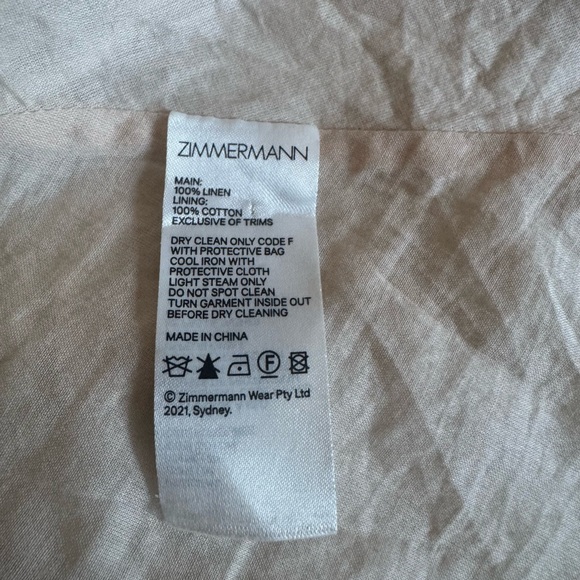 ZIMMERMANN
MAIN:
100% LINEN
LINING:
100% COTTON
EXCLUSIVE OF TRIMS
DRY CLEAN ONLY CODE F
WITH PROTECTIVE BAG
COOL IRON WITH
PROTECTIVE CLOTH
LIGHT STEAM ONLY
DO NOT SPOT CLEAN
TURN GARMENT INSIDE OUT
BEFORE DRY CLEANING
MADE IN CHINA
F
© Zimmermann Wear Pty Ltd
2021, Sydney.